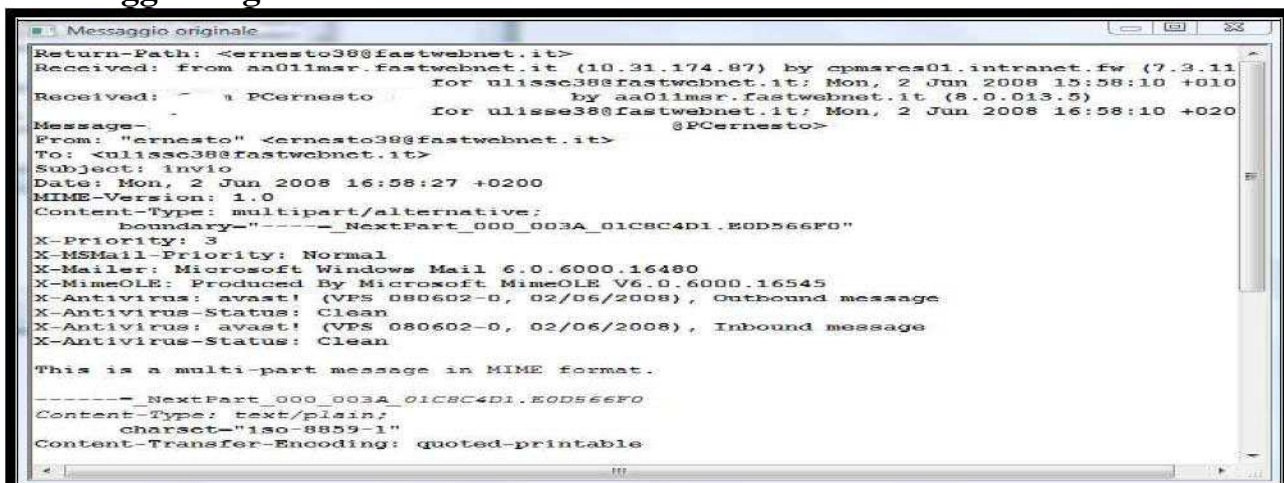 Messaggio originale
Return-Path: <ernesto38@fastwebnet.it>
Received: from aa011msr.fastwebnet.it (10.31.174.87) by cpmsres01.intranet.fw (7.3.11
for ulisse38@fastwebnet.it; Mon, 2 Jun 2008 15:58:10 +010
Received: PCernesto by aa011msr.fastwebnet.it (8.0.013.5)
for ulisse38@fastwebnet.it; Mon, 2 Jun 2008 16:58:10 +020
Message- @PCernesto>
From: "ernesto" <ernesto38@fastwebnet.it>
To: <ulisse38@fastwebnet.it>
Subject: invio
Date: Mon, 2 Jun 2008 16:58:27 +0200
MIME-Version: 1.0
Content-Type: multipart/alternative;
boundary="----=_NextPart_000_003A_01C8C4D1.E0D566F0"
X-Priority: 3
X-MSMail-Priority: Normal
X-Mailer: Microsoft Windows Mail 6.0.6000.16480
X-MimeOLE: Produced By Microsoft MimeOLE V6.0.6000.16545
X-Antivirus: avast! (VPS 080602-0, 02/06/2008), Outbound message
X-Antivirus-Status: Clean
X-Antivirus: avast! (VPS 080602-0, 02/06/2008), Inbound message
X-Antivirus-Status: Clean
This is a multi-part message in MIME format.
------=_NextPart_000_003A_01C8C4D1.E0D566F0
Content-Type: text/plain;
charset="iso-8859-1"
Content-Transfer-Encoding: quoted-printable